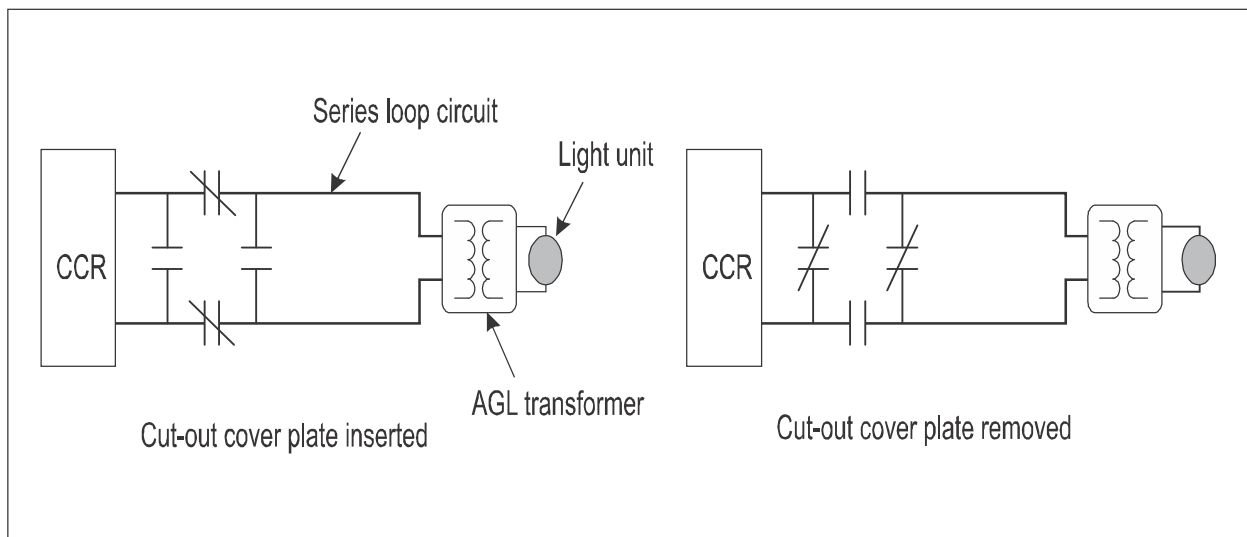 Series loop circuit
Light unit
CCR
AGL transformer
Cut-out cover plate inserted
CCR
Cut-out cover plate removed